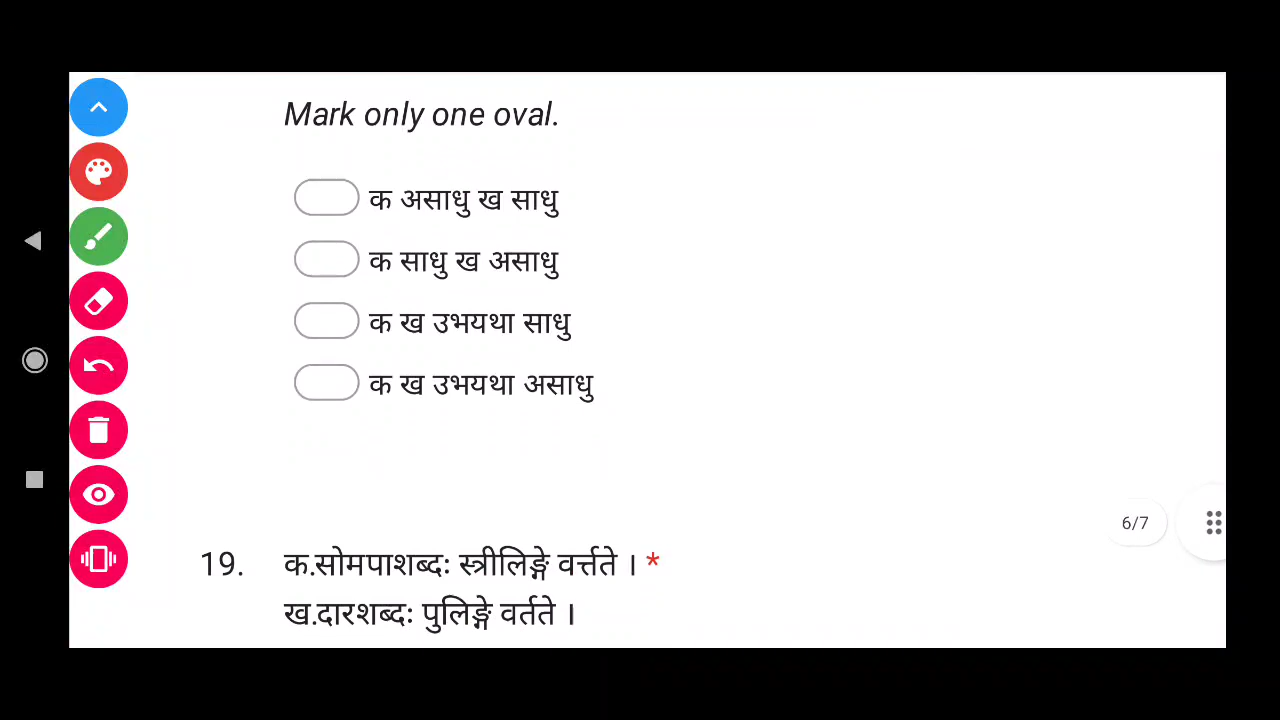 Mark only one oval.
क असाधु ख साधु
क साधु ख असाधु
क ख उभयथा साधु
क ख उभयथा असाधु
6/7
19. क.सोमपाशब्दः स्त्रीलिङ्गे वर्त्तते । *
ख.दारशब्दः पुलिङ्गे वर्तते ।